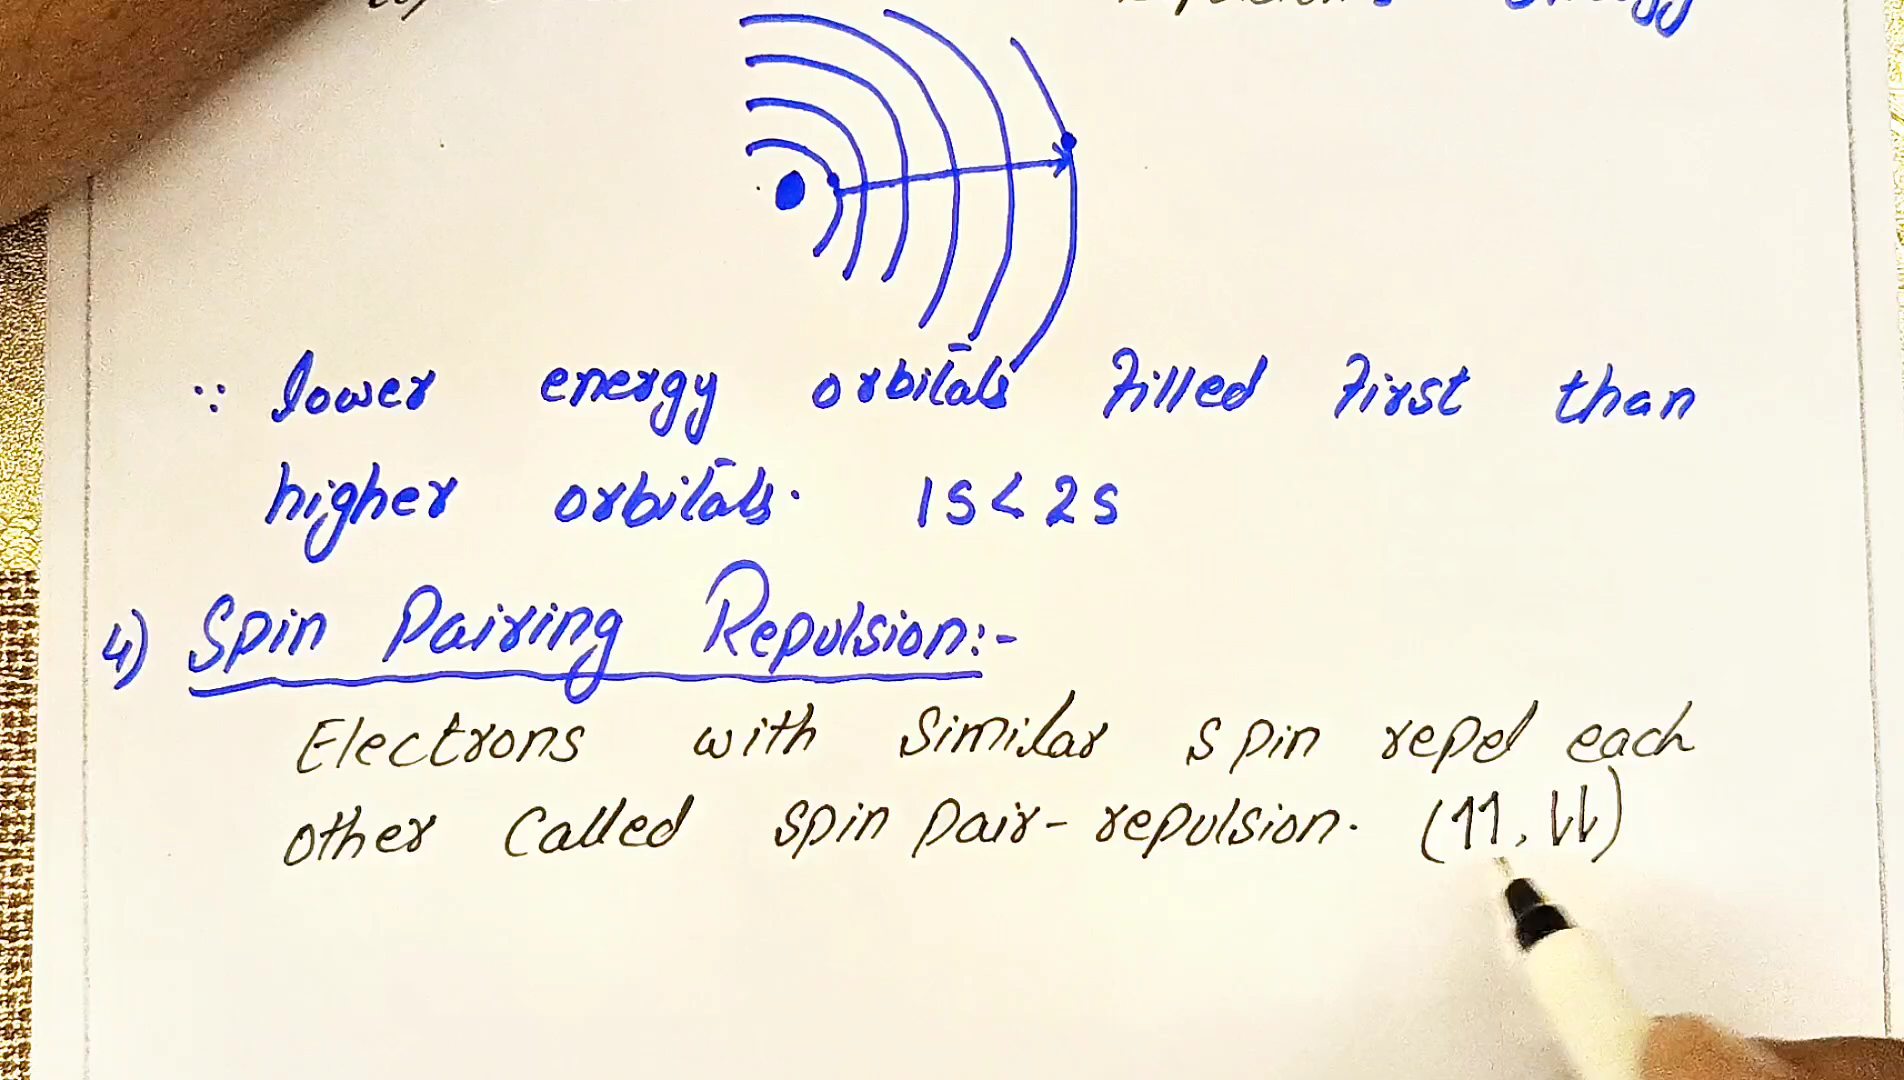 ∵ lower energy orbitals filled first than
higher orbitals. 1s < 2s
4) Spin Pairing Repulsion:-
Electrons with similar spin repel each
other called spin pair-repulsion. (↿↿, ⇂⇂)